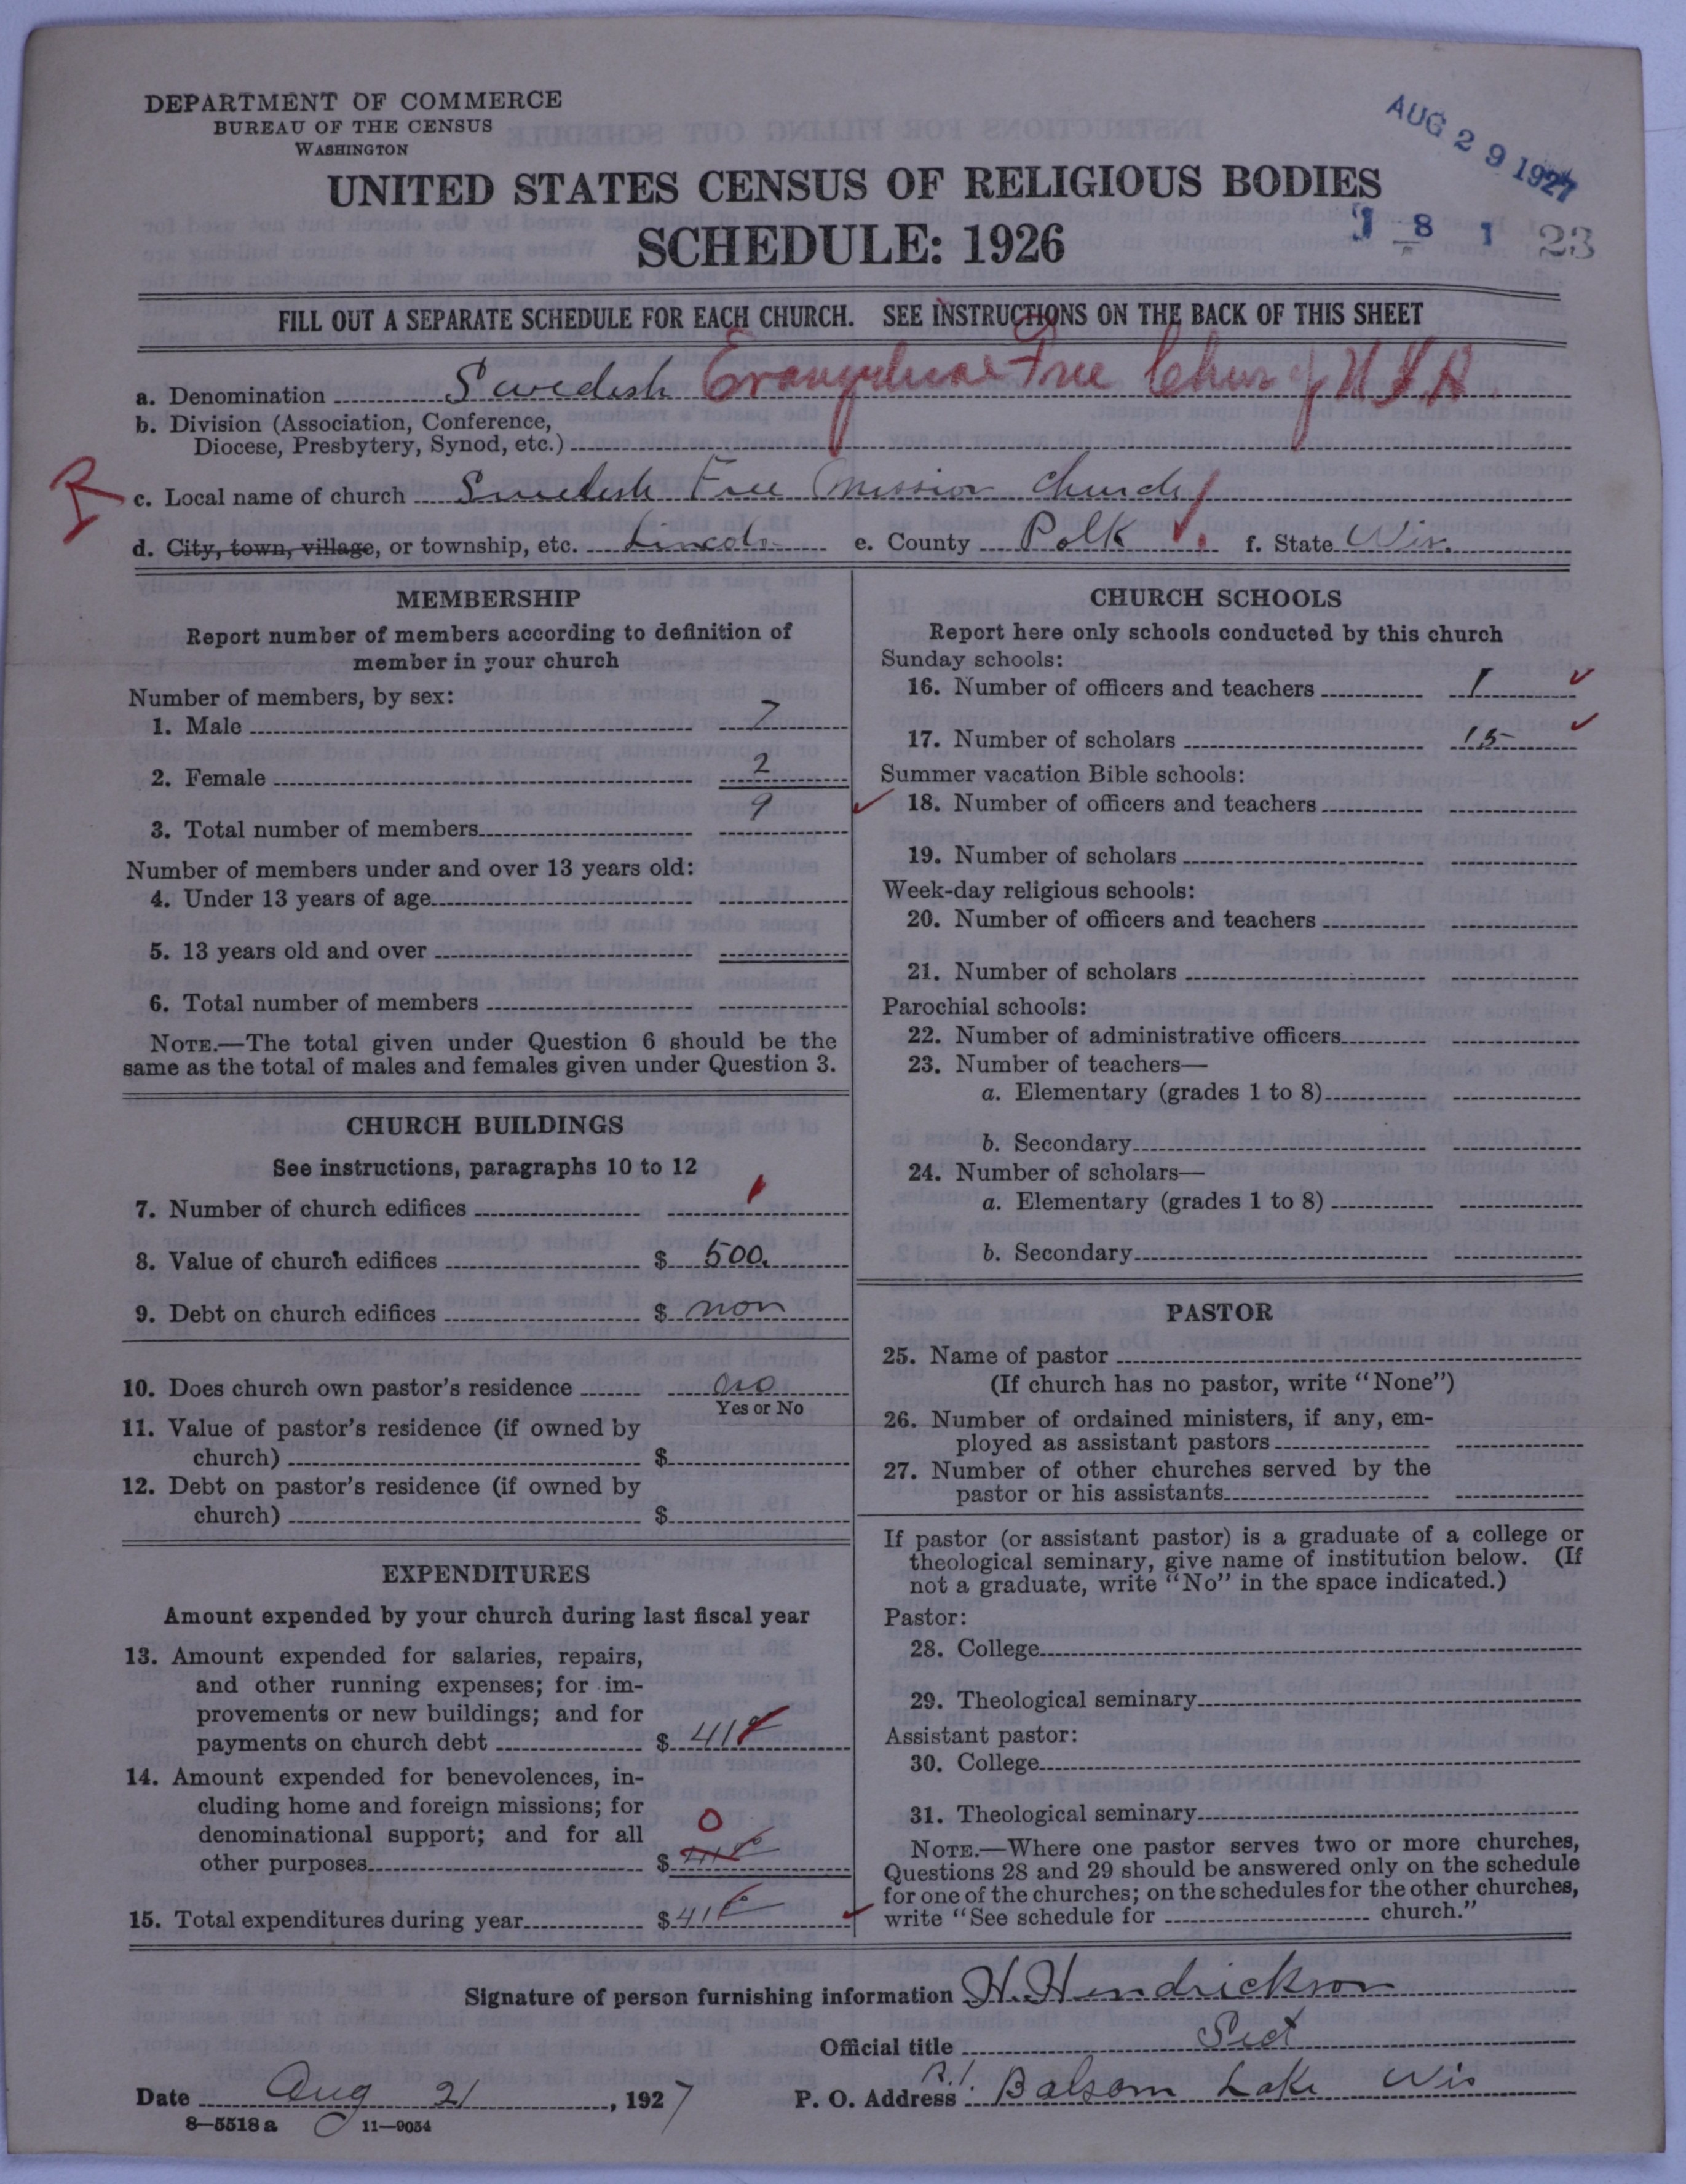 DEPARTMENT OF COMMERCE
BUREAU OF THE CENSUS
WASHINGTON
AUG 29 1927
UNITED STATES CENSUS OF RELIGIOUS BODIES
SCHEDULE: 1926
8 1 23
FILL OUT A SEPARATE SCHEDULE FOR EACH CHURCH. SEE INSTRUCTIONS ON THE BACK OF THIS SHEET
a. Denomination Swedish Evangelical Free Chur of N. A.
b. Division (Association, Conference,
Diocese, Presbytery, Synod, etc.)
R
c. Local name of church Swedish Free Mission Church
d. City, town, village, or township, etc. Lincoln e. County Polk f. State Wis.
MEMBERSHIP
Report number of members according to definition of
member in your church
Number of members, by sex:
1. Male 7
2. Female 2
3. Total number of members 9
Number of members under and over 13 years old:
4. Under 13 years of age
5. 13 years old and over
6. Total number of members
NOTE.—The total given under Question 6 should be the
same as the total of males and females given under Question 3.
CHURCH BUILDINGS
See instructions, paragraphs 10 to 12
7. Number of church edifices 1
8. Value of church edifices $ 500.
9. Debt on church edifices $ non
10. Does church own pastor's residence no
Yes or No
11. Value of pastor's residence (if owned by
church) $
12. Debt on pastor's residence (if owned by
church) $
EXPENDITURES
Amount expended by your church during last fiscal year
13. Amount expended for salaries, repairs,
and other running expenses; for im-
provements or new buildings; and for
payments on church debt $ 41
14. Amount expended for benevolences, in-
cluding home and foreign missions; for
denominational support; and for all 0
other purposes $
15. Total expenditures during year $ 41
CHURCH SCHOOLS
Report here only schools conducted by this church
Sunday schools:
16. Number of officers and teachers 1
17. Number of scholars 15
Summer vacation Bible schools:
18. Number of officers and teachers
19. Number of scholars
Week-day religious schools:
20. Number of officers and teachers
21. Number of scholars
Parochial schools:
22. Number of administrative officers
23. Number of teachers—
a. Elementary (grades 1 to 8)
b. Secondary
24. Number of scholars—
a. Elementary (grades 1 to 8)
b. Secondary
PASTOR
25. Name of pastor
(If church has no pastor, write "None")
26. Number of ordained ministers, if any, em-
ployed as assistant pastors
27. Number of other churches served by the
pastor or his assistants
If pastor (or assistant pastor) is a graduate of a college or
theological seminary, give name of institution below. (If
not a graduate, write "No" in the space indicated.)
Pastor:
28. College
29. Theological seminary
Assistant pastor:
30. College
31. Theological seminary
NOTE.—Where one pastor serves two or more churches,
Questions 28 and 29 should be answered only on the schedule
for one of the churches; on the schedules for the other churches,
write "See schedule for church."
Signature of person furnishing information H. Hendrickson
Official title Sect
Date Aug 21, 1927 P. O. Address R.1. Balsom Lake Wis
8—5518 a 11—9054